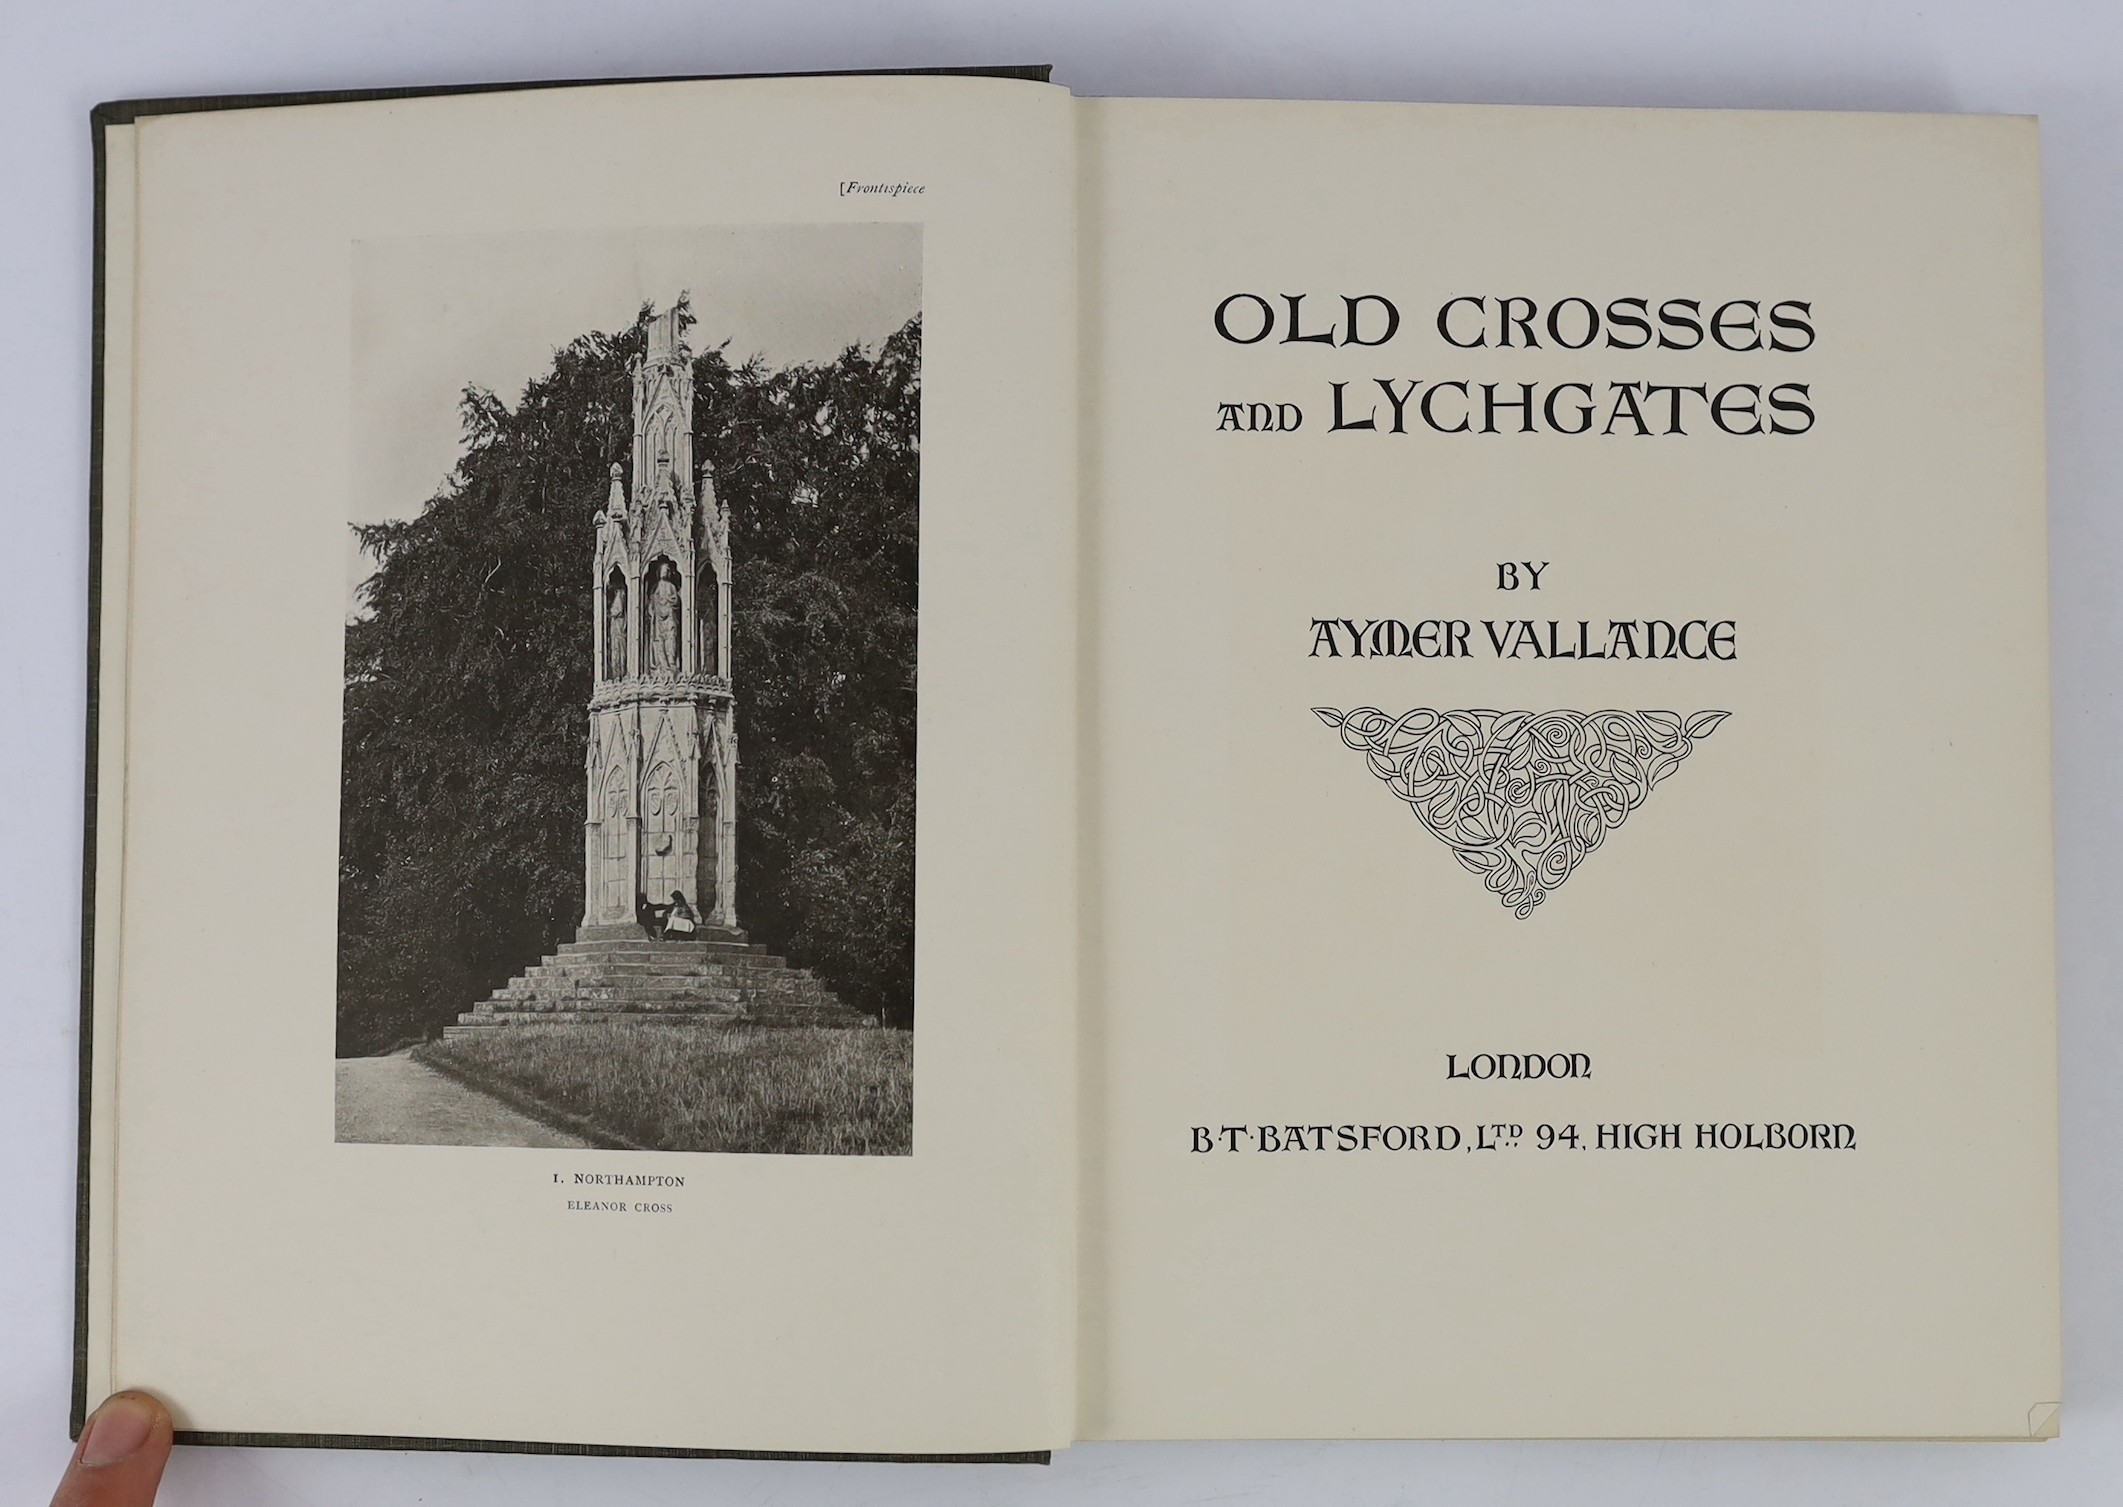 [Frontispiece
I. NORTHAMPTON
ELEANOR CROSS
OLD CROSSES
AND LYCHGATES
BY
AYMER VALLANCE
LONDON
B·T·BATSFORD, LTD 94, HIGH HOLBORN